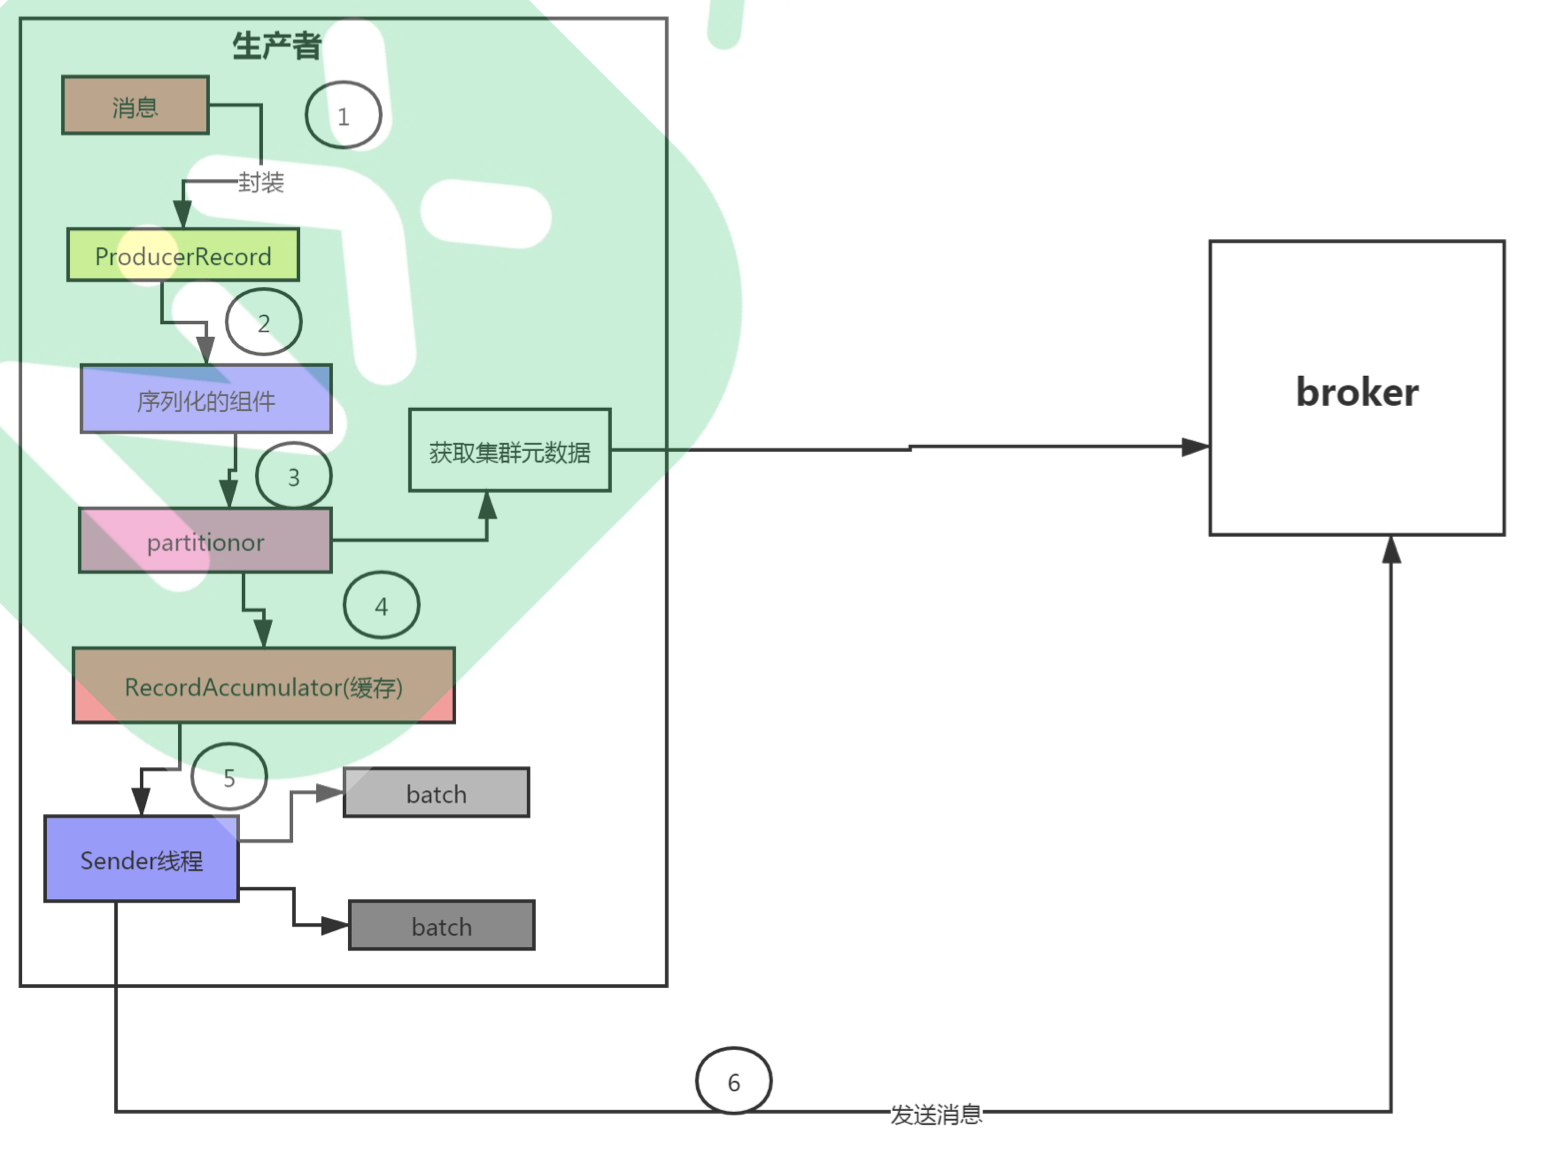 生产者
消息
1
封装
ProducerRecord
2
序列化的组件
broker
获取集群元数据
3
partitionor
4
RecordAccumulator(缓存)
5
batch
Sender线程
batch
6
发送消息